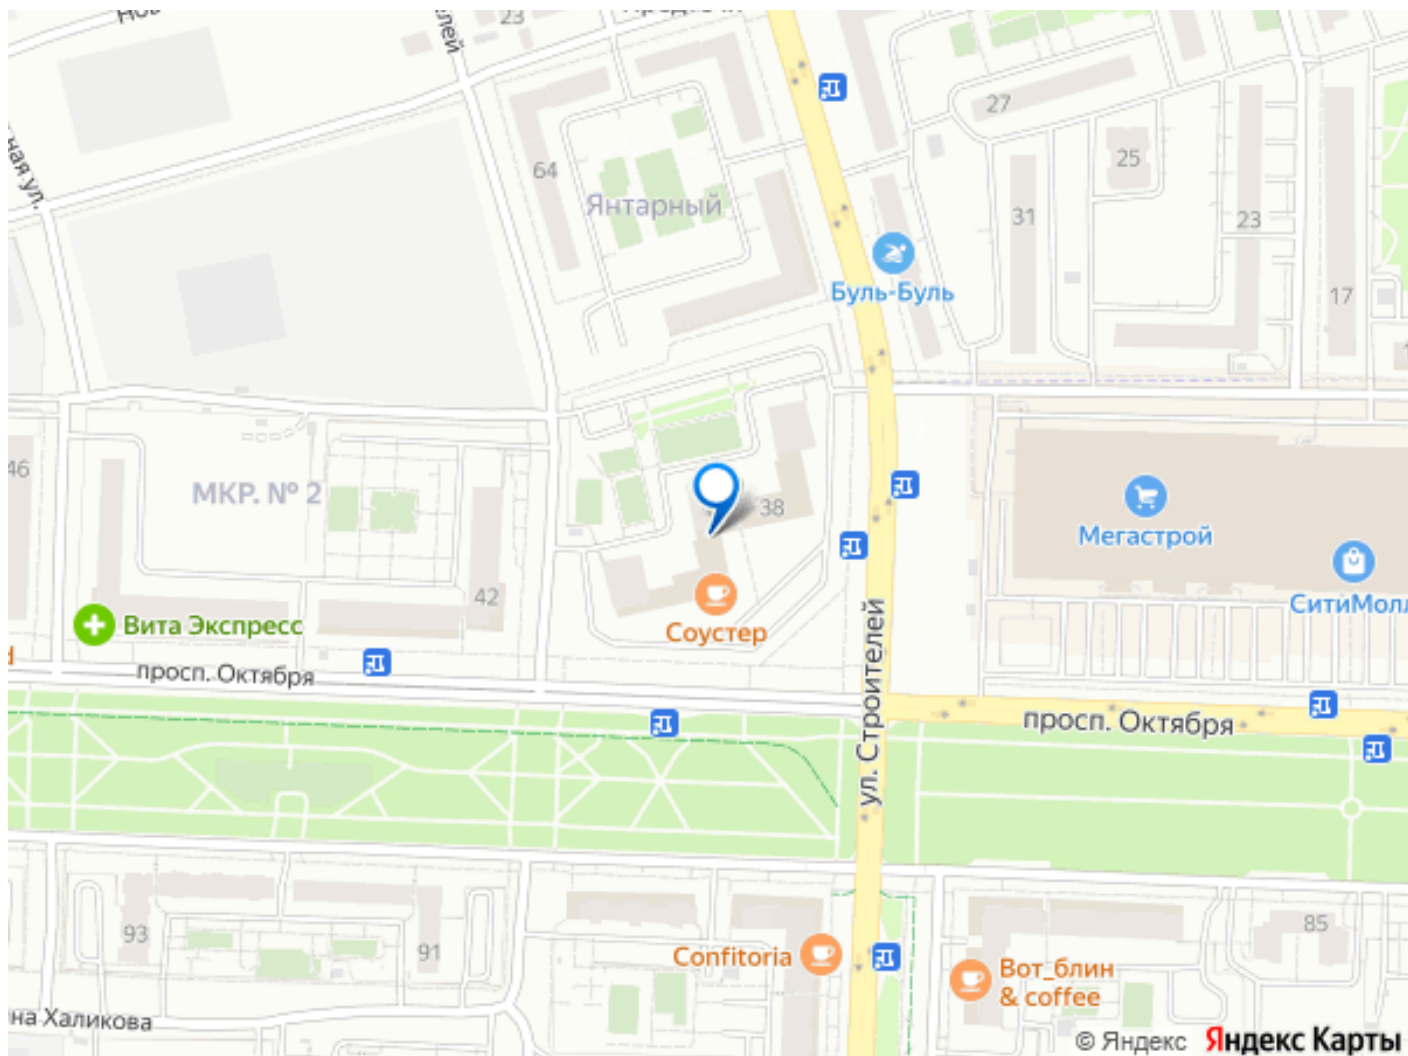 23
64
Янтарный
27
25
31
23
17
Буль-Буль
46
МКР. № 2
38
42
Мегастрой
СитиМолл
Вита Экспресс
Соустер
просп. Октября
ул. Строителей
просп. Октября
93
91
Confitoria
85
Вот_блин
& coffee
на Халикова
© Яндекс Яндекс Карты